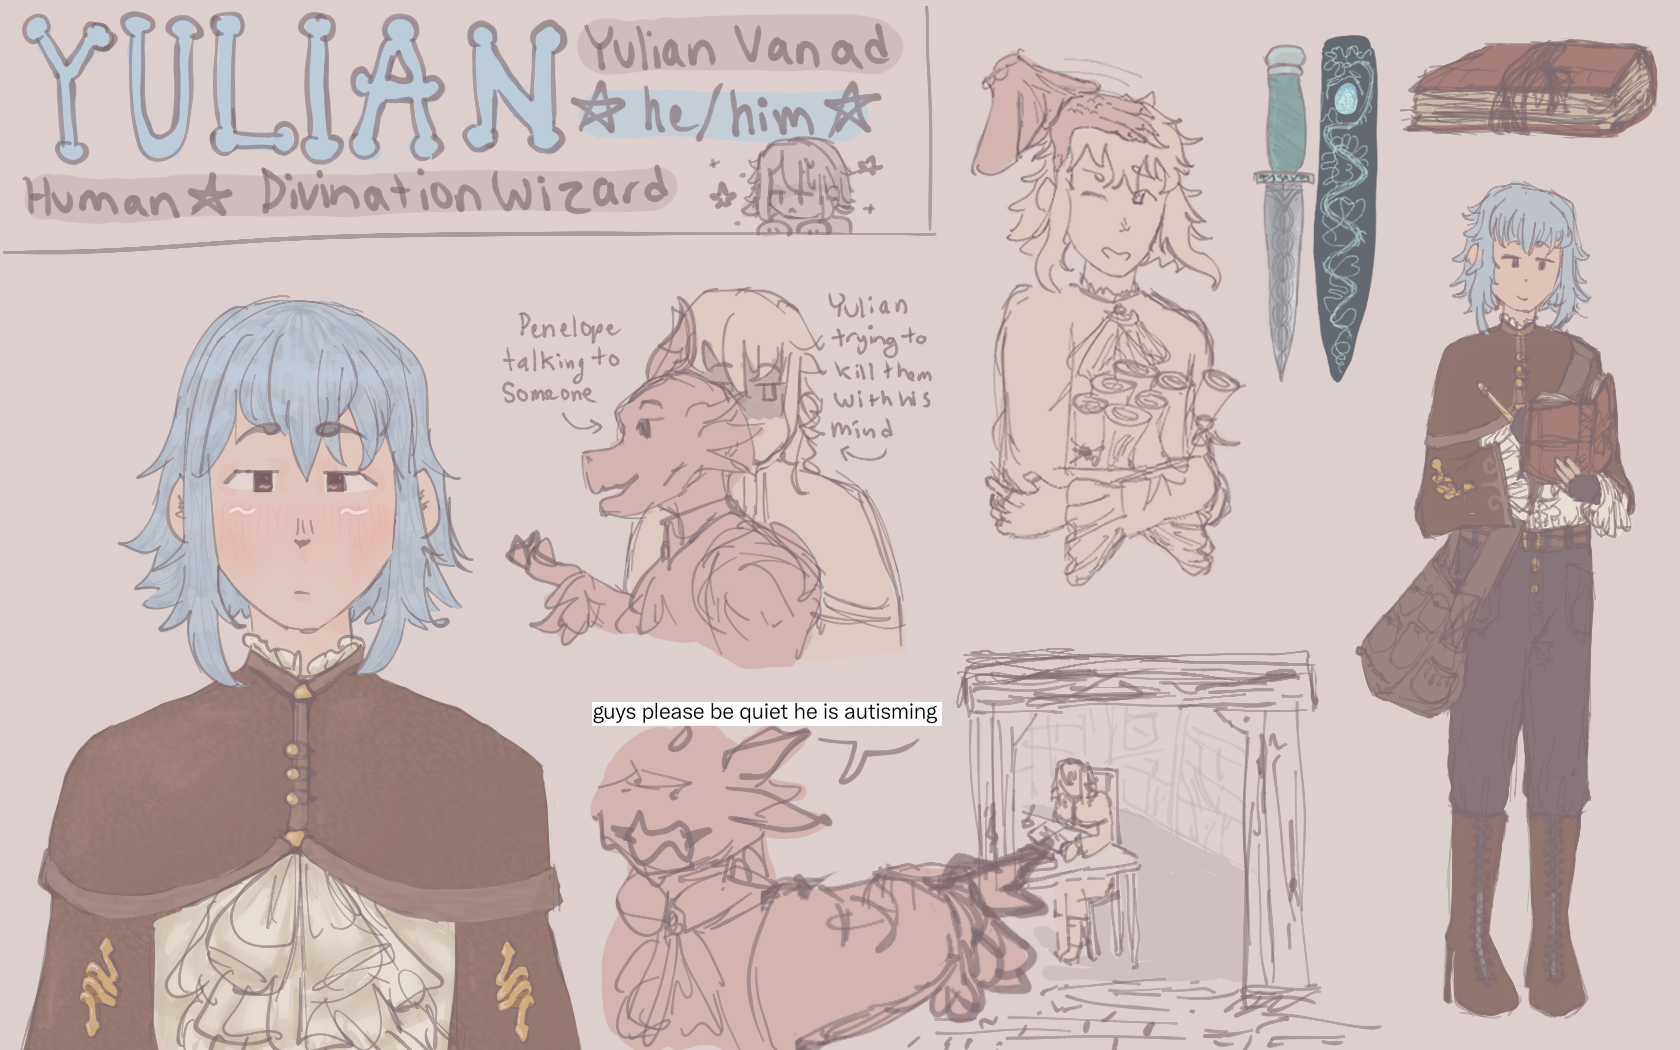 YULIAN
Yulian Vanad
☆ he/him ☆
Human ☆ Divination Wizard
Penelope
talking to
Someone
Yulian
trying to
kill them
with his
mind
guys please be quiet he is autisming